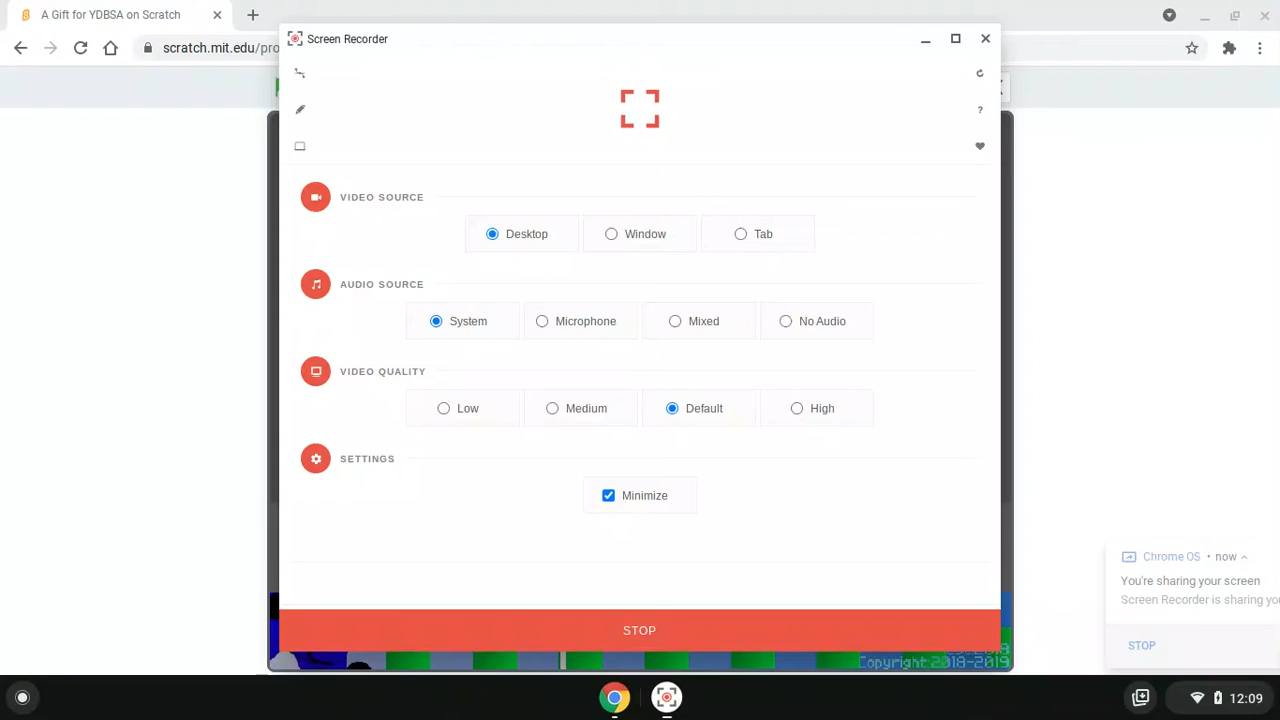 A Gift for YDBSA on Scratch
scratch.mit.edu/pro
Screen Recorder
?
VIDEO SOURCE
Desktop
Window
Tab
AUDIO SOURCE
System
Microphone
Mixed
No Audio
VIDEO QUALITY
Low
Medium
Default
High
SETTINGS
Minimize
STOP
Chrome OS • now
You're sharing your screen
Screen Recorder is sharing
STOP
Copyright 2018-2019
12:09